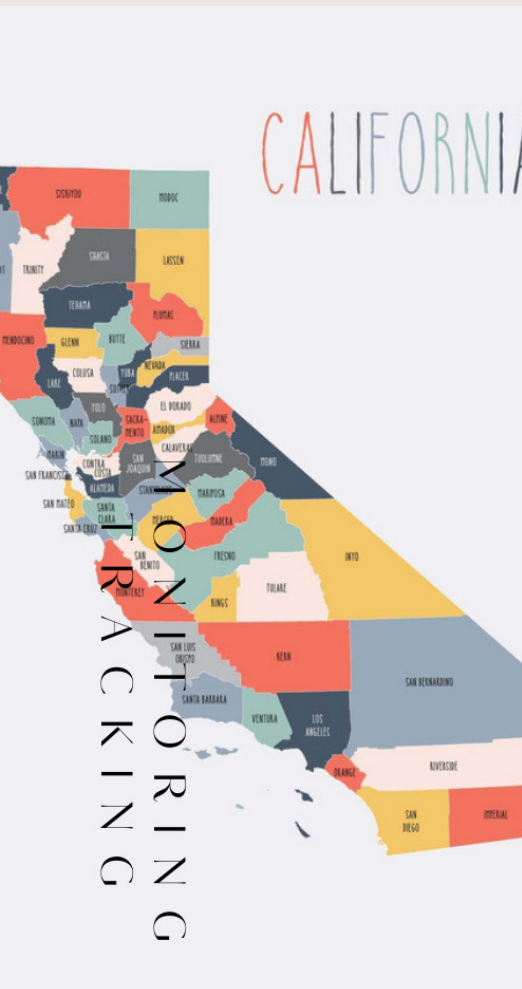 CALIFORNIA
SISKIYOU
MODOC
TRINITY
SHASTA
LASSEN
TEHAMA
PLUMAS
MENDOCINO
GLENN
BUTTE
SIERRA
COLUSA
YUBA
NEVADA
LAKE
PLACER
YOLO
EL DORADO
SONOMA
NAPA
SACRA-
MENTO
AMADOR
ALPINE
SOLANO
MARIN
CALAVERAS
TUOLUMNE
MONO
CONTRA
COSTA
SAN
JOAQUIN
SAN FRANCISCO
ALAMEDA
MARIPOSA
SAN MATEO
SANTA
CLARA
MERCED
MADERA
SANTA CRUZ
SAN
BENITO
FRESNO
INYO
MONTEREY
KINGS
TULARE
SAN LUIS
OBISPO
KERN
SANTA BARBARA
VENTURA
LOS
ANGELES
SAN BERNARDINO
ORANGE
RIVERSIDE
SAN
DIEGO
IMPERIAL
MONITORING
TRACKING